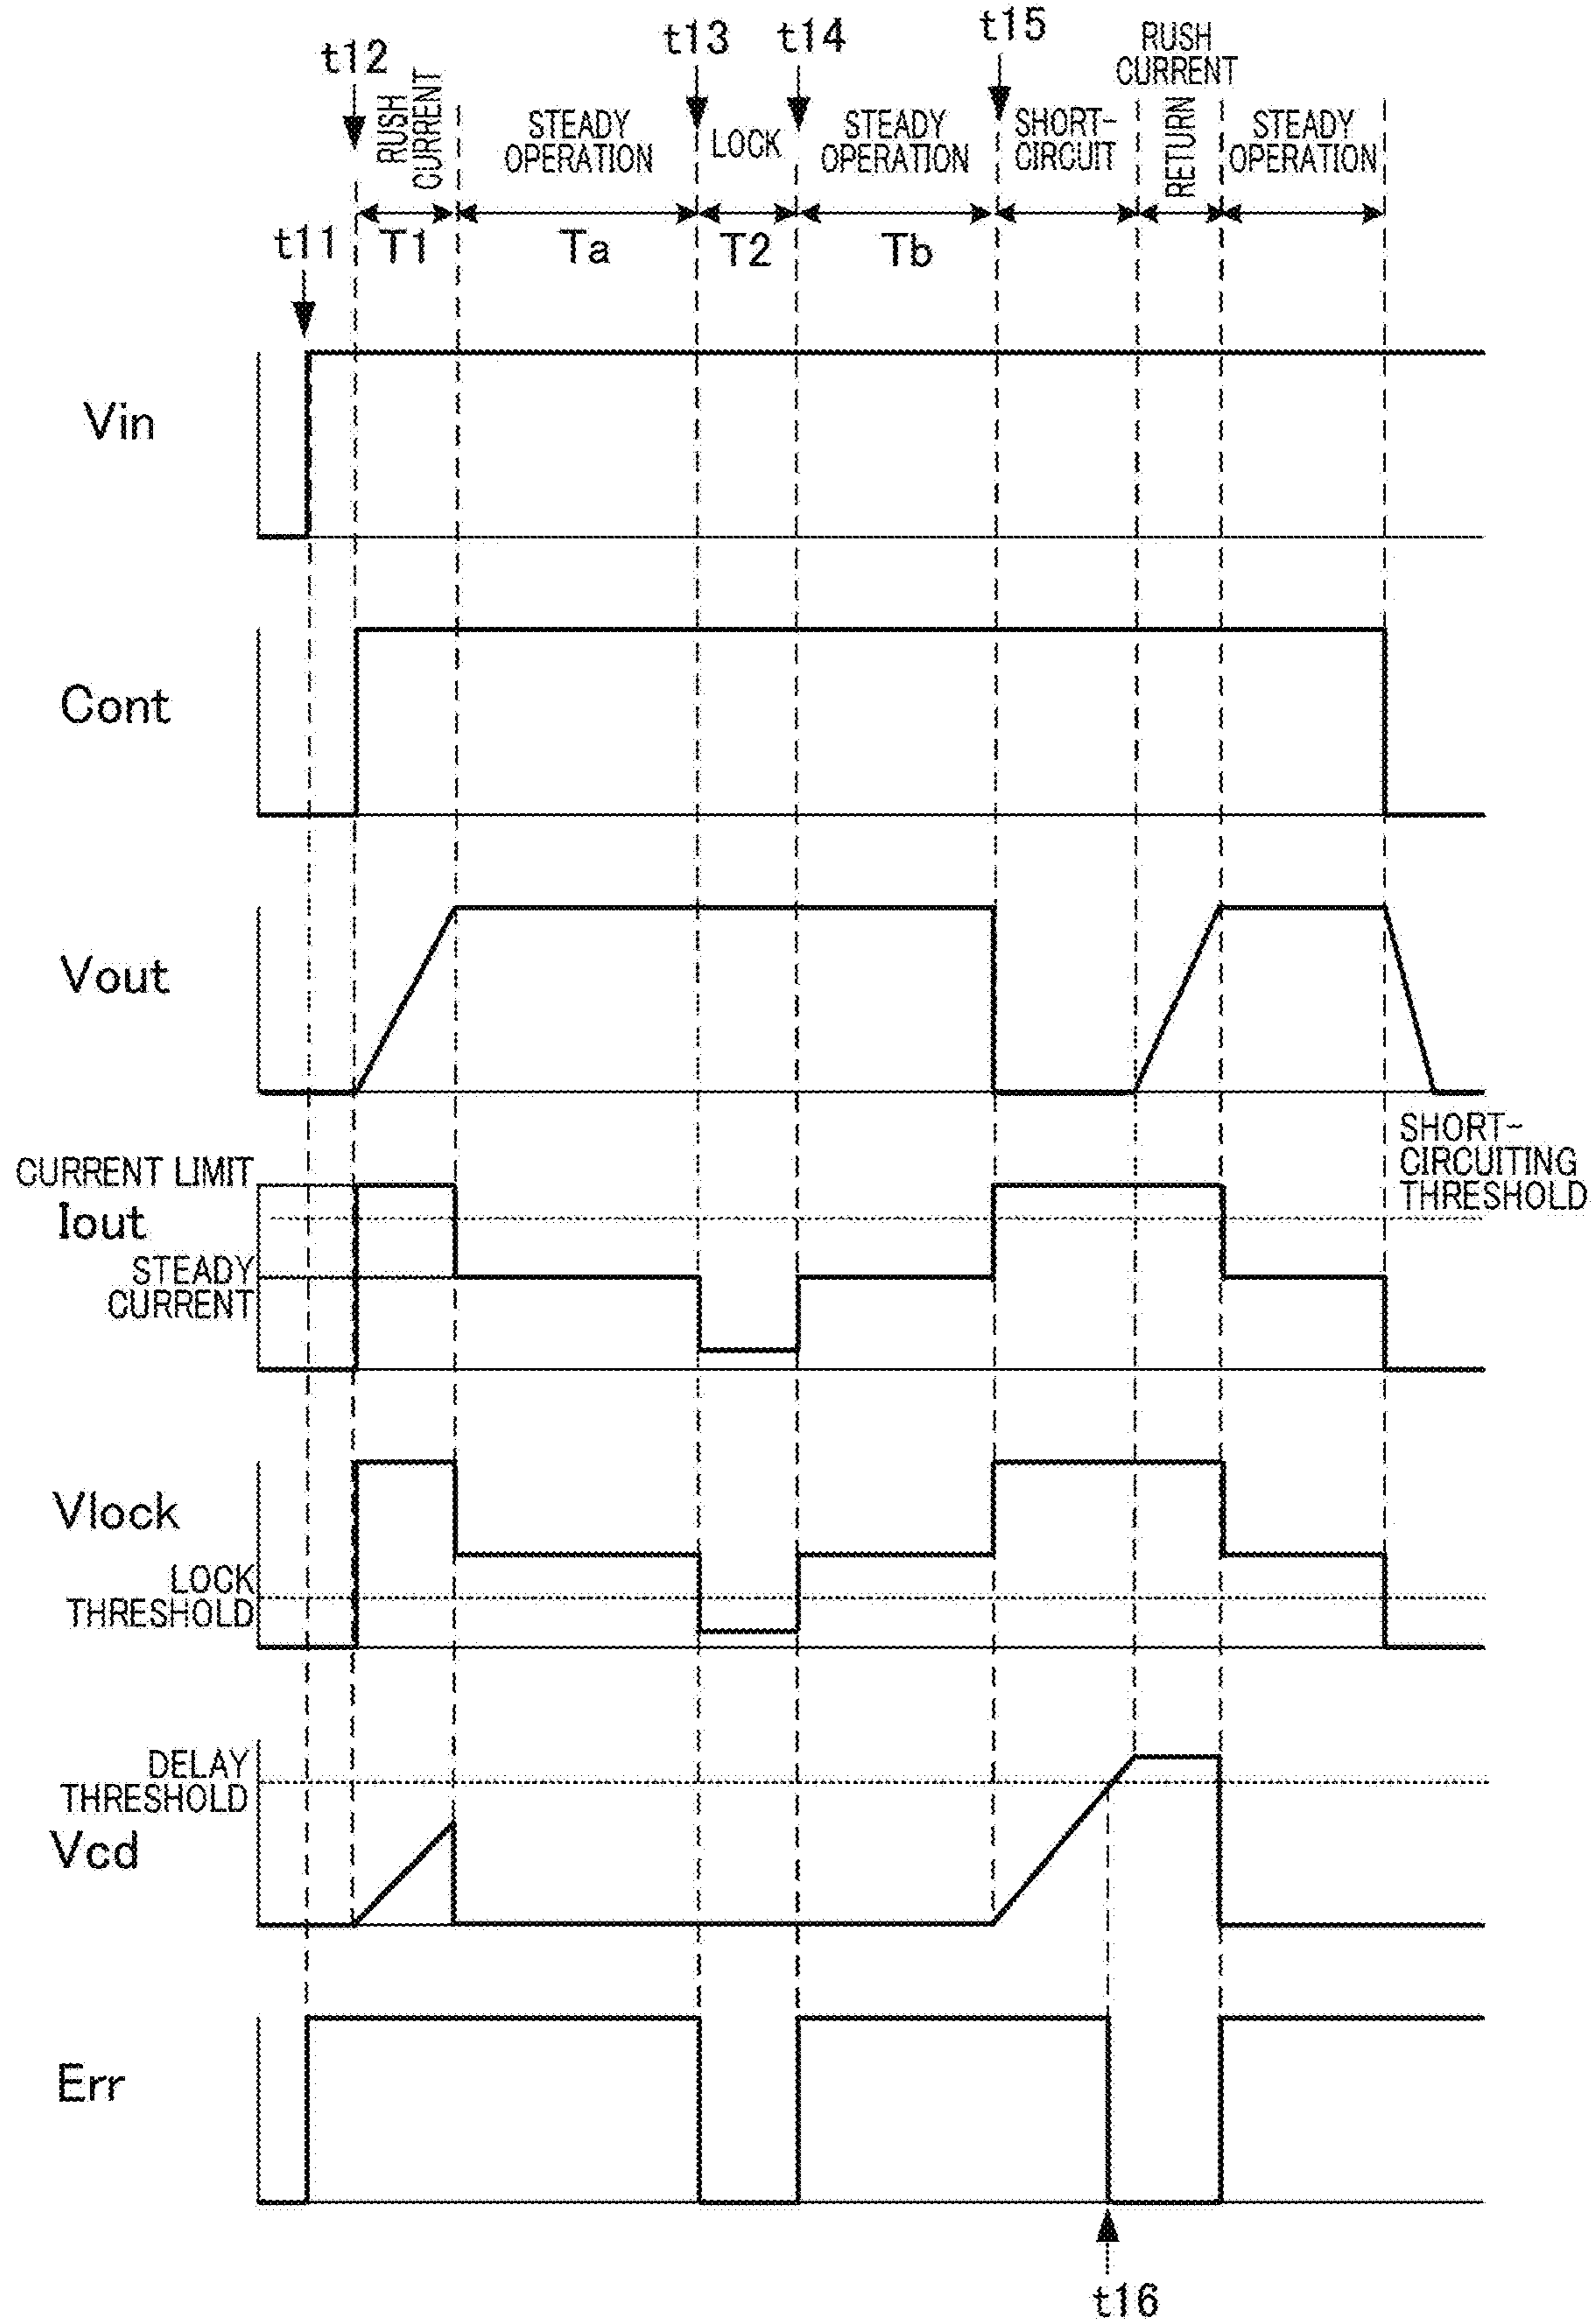 t12
t13
t14
t15
RUSH
CURRENT
RUSH
CURRENT
STEADY
OPERATION
LOCK
STEADY
OPERATION
SHORT-
CIRCUIT
RETURN
STEADY
OPERATION
t11
T1
Ta
T2
Tb
Vin
Cont
Vout
CURRENT LIMIT
Iout
STEADY
CURRENT
SHORT-
CIRCUITING
THRESHOLD
Vlock
LOCK
THRESHOLD
DELAY
THRESHOLD
Vcd
Err
t16